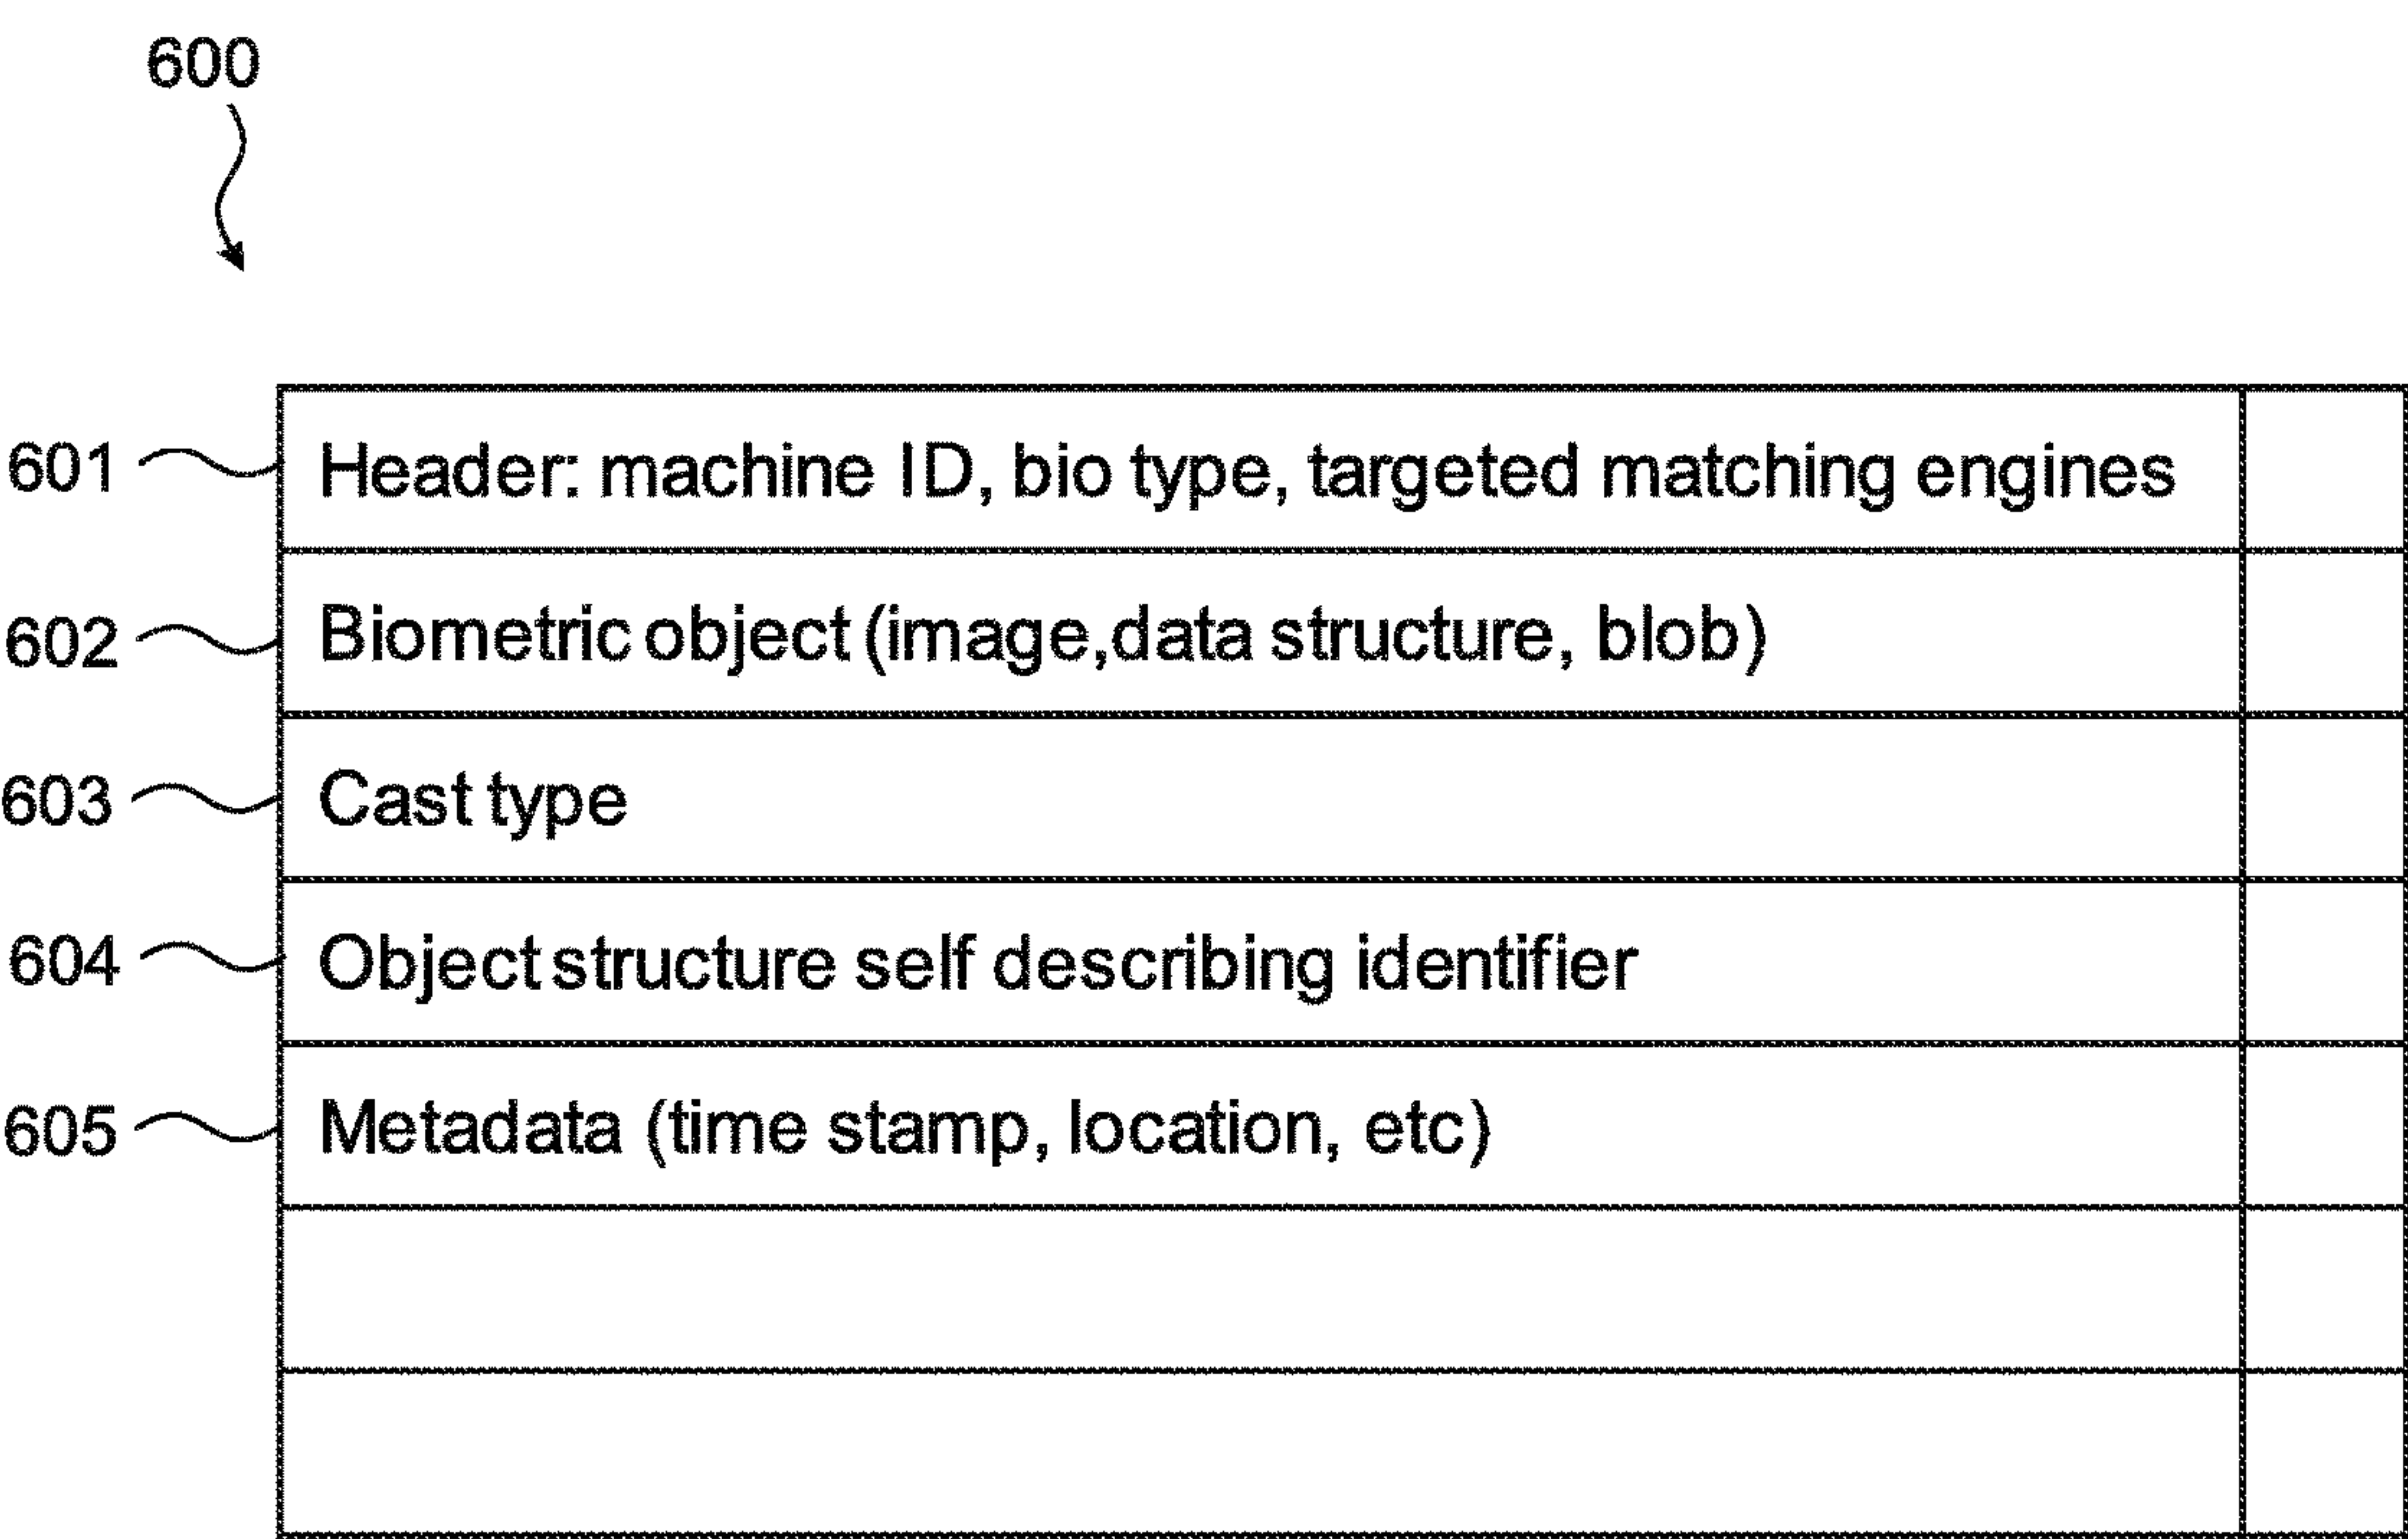 600
601 Header: machine ID, bio type, targeted matching engines
602 Biometric object (image,data structure, blob)
603 Cast type
604 Object structure self describing identifier
605 Metadata (time stamp, location, etc)